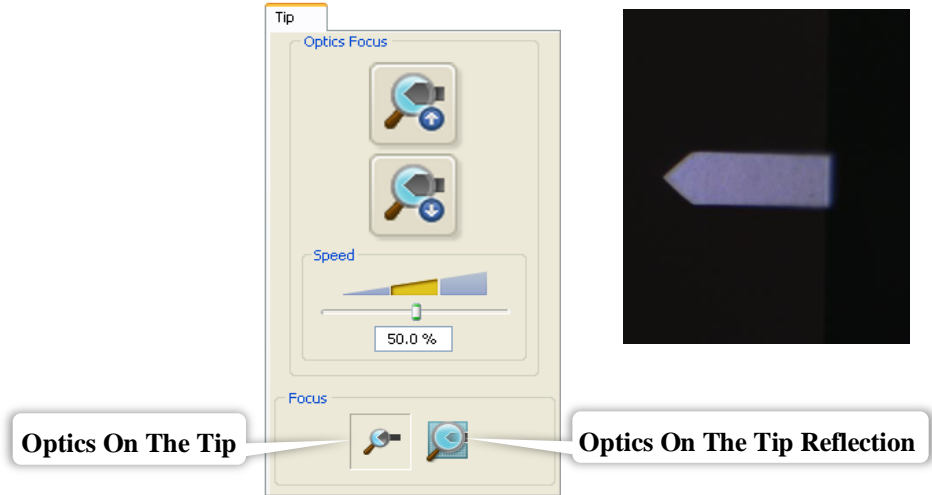 Tip
Optics Focus
Speed
50.0 %
Focus
Optics On The Tip
Optics On The Tip Reflection